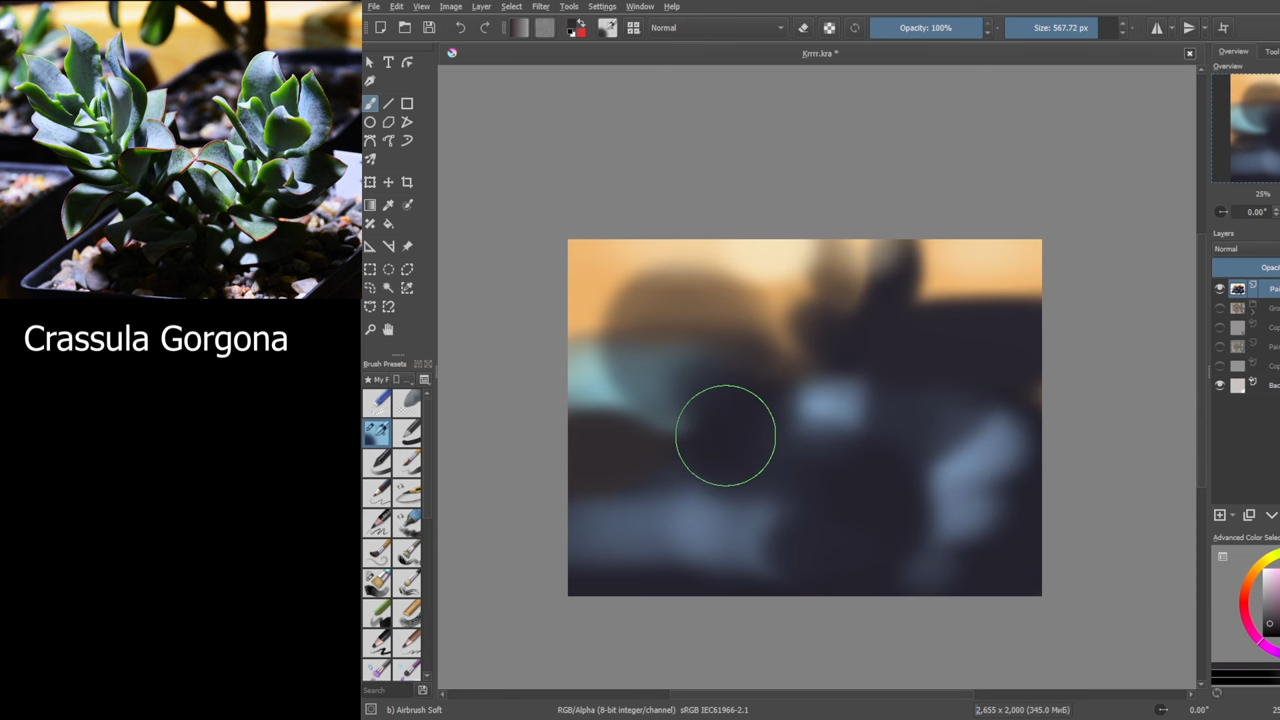 File Edit View Image Layer Select Filter Tools Settings Window Help
Normal
Opacity: 100%
Size: 567.72 px
Krrrr.kra *
Overview
Overview
25%
0.00°
Layers
Normal
Crassula Gorgona
Brush Presets
Search
Advanced Color Selec
b) Airbrush Soft
RGB/Alpha (8-bit integer/channel) sRGB IEC61966-2.1
2,655 x 2,000 (345.0 МиБ)
0.00°